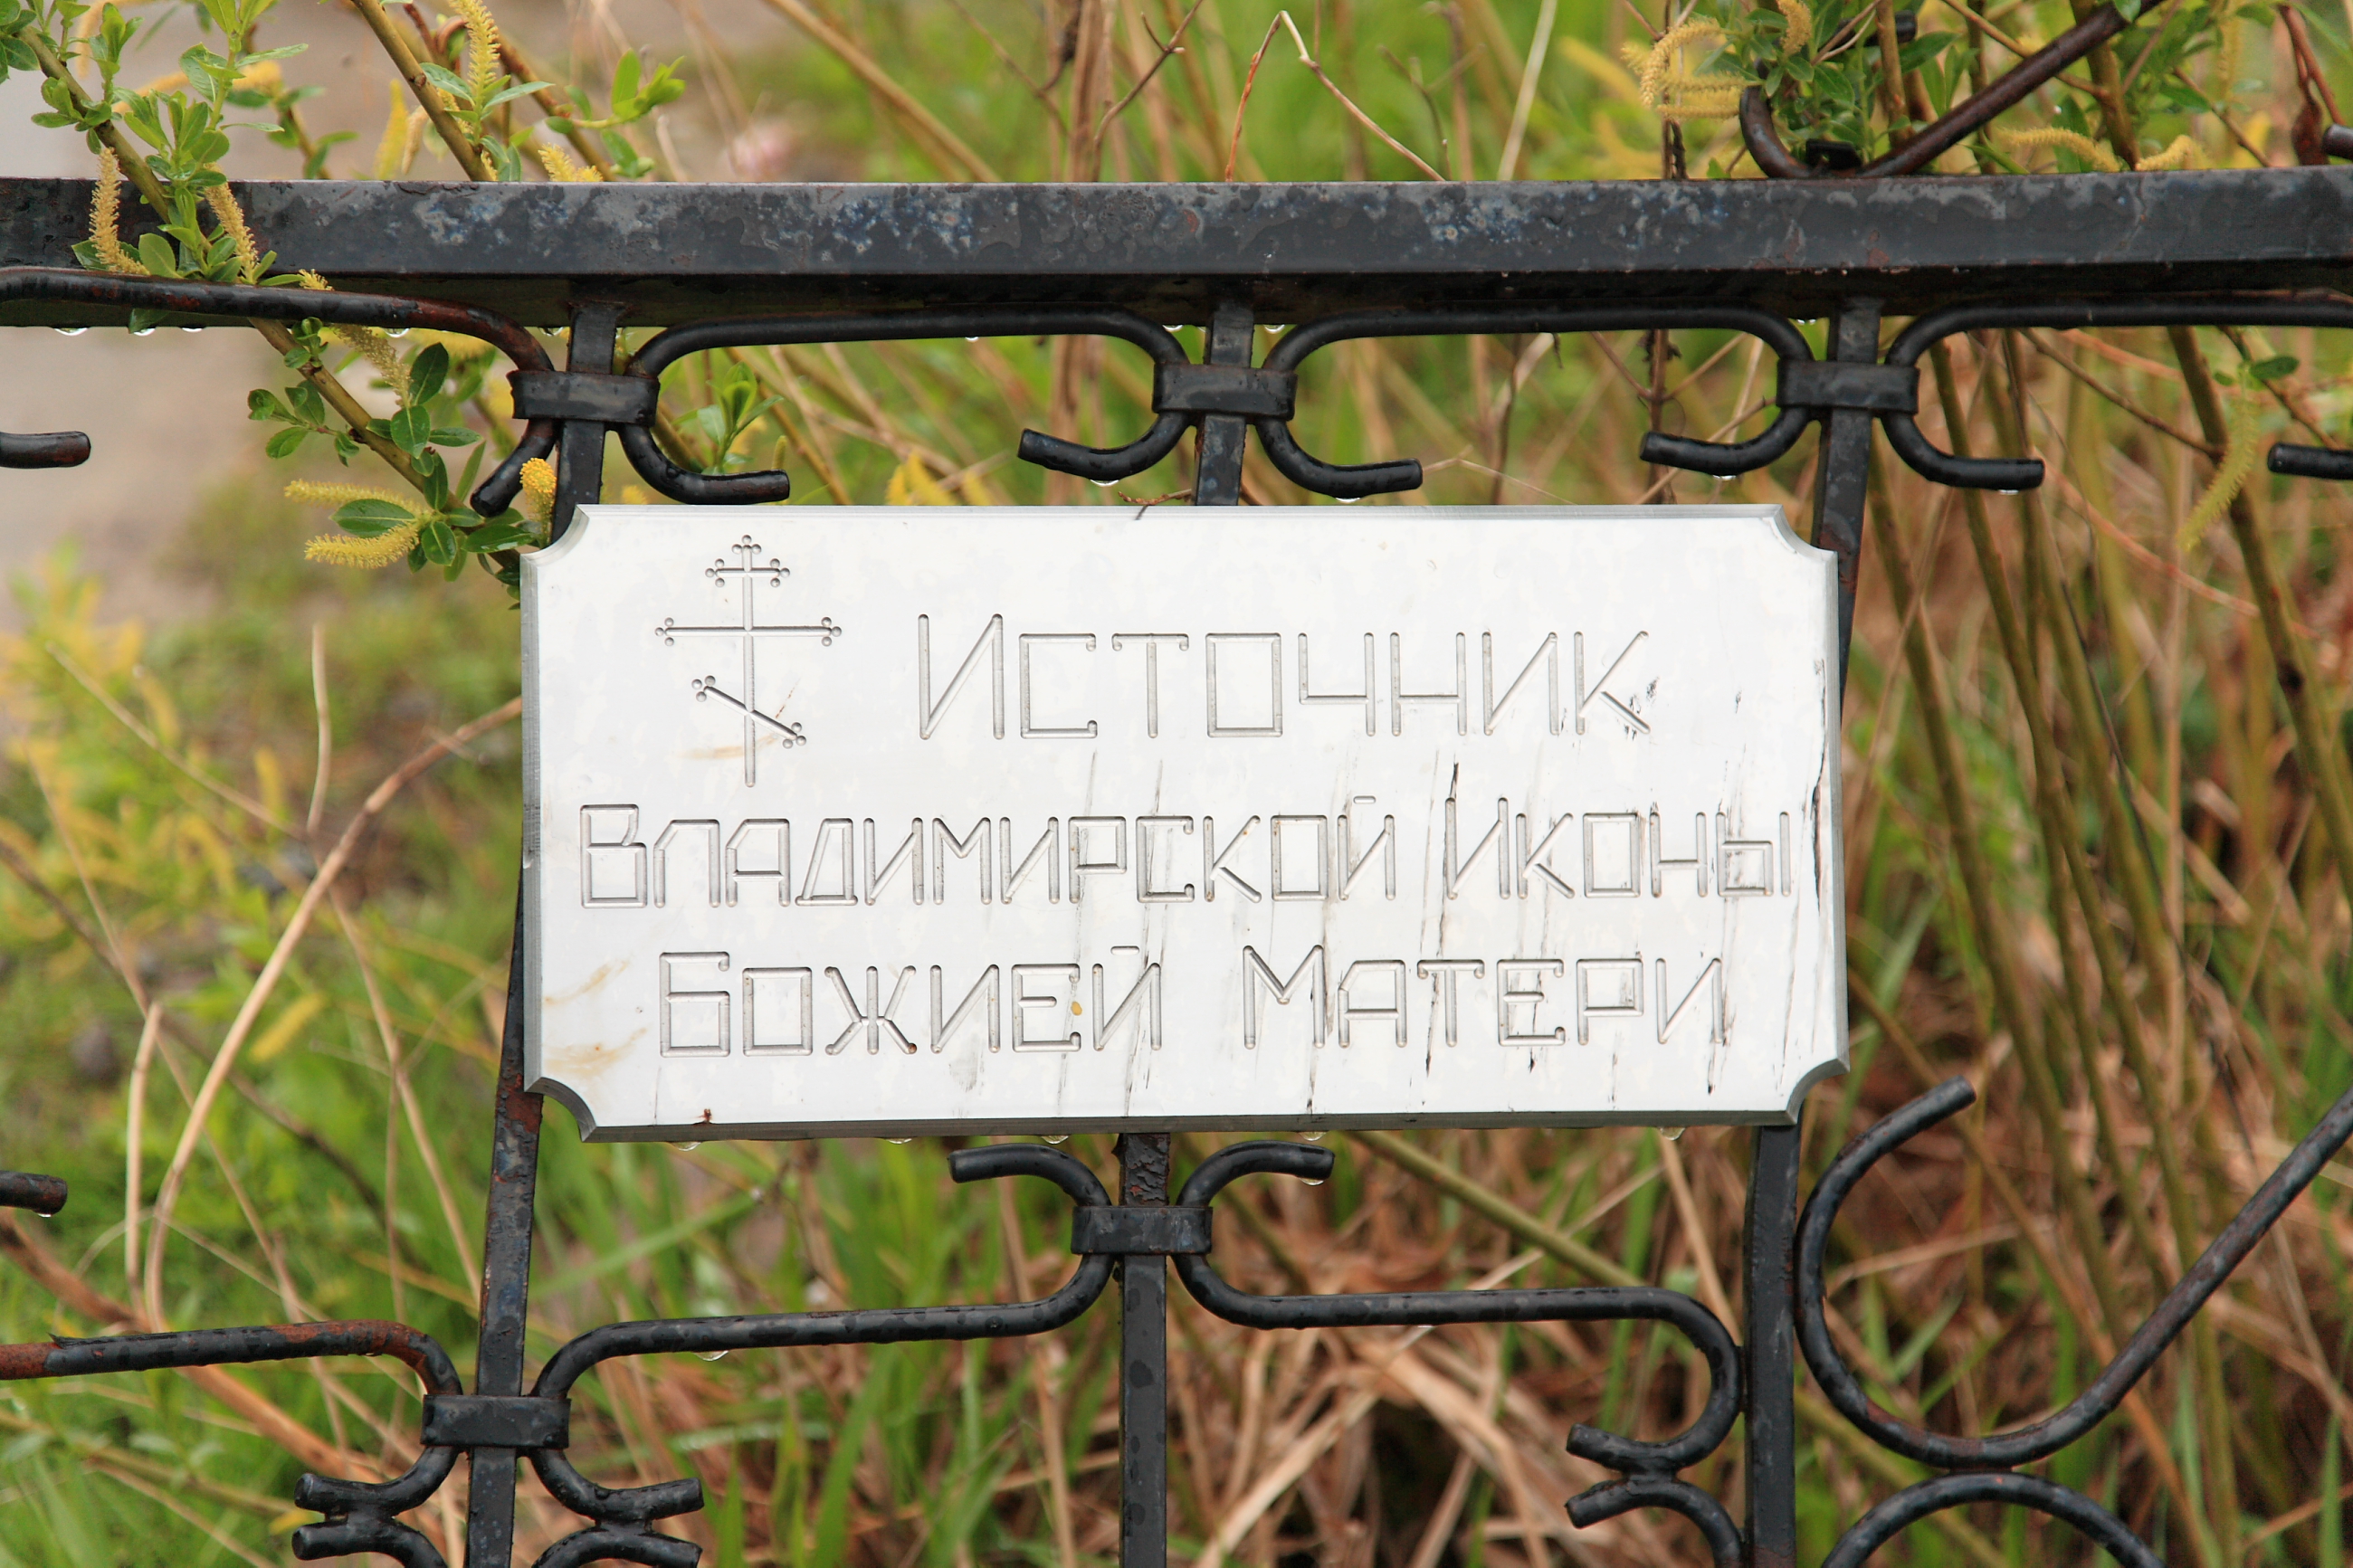 Источник
Владимирской Иконы
Божией Матери